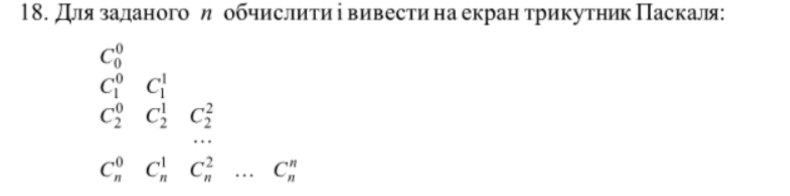 18. Для заданого n обчислити і вивести на екран трикутник Паскаля:
C₀⁰
C₁⁰ C₁¹
C₂⁰ C₂¹ C₂²
...
Cₙ⁰ Cₙ¹ Cₙ² ... Cₙⁿ